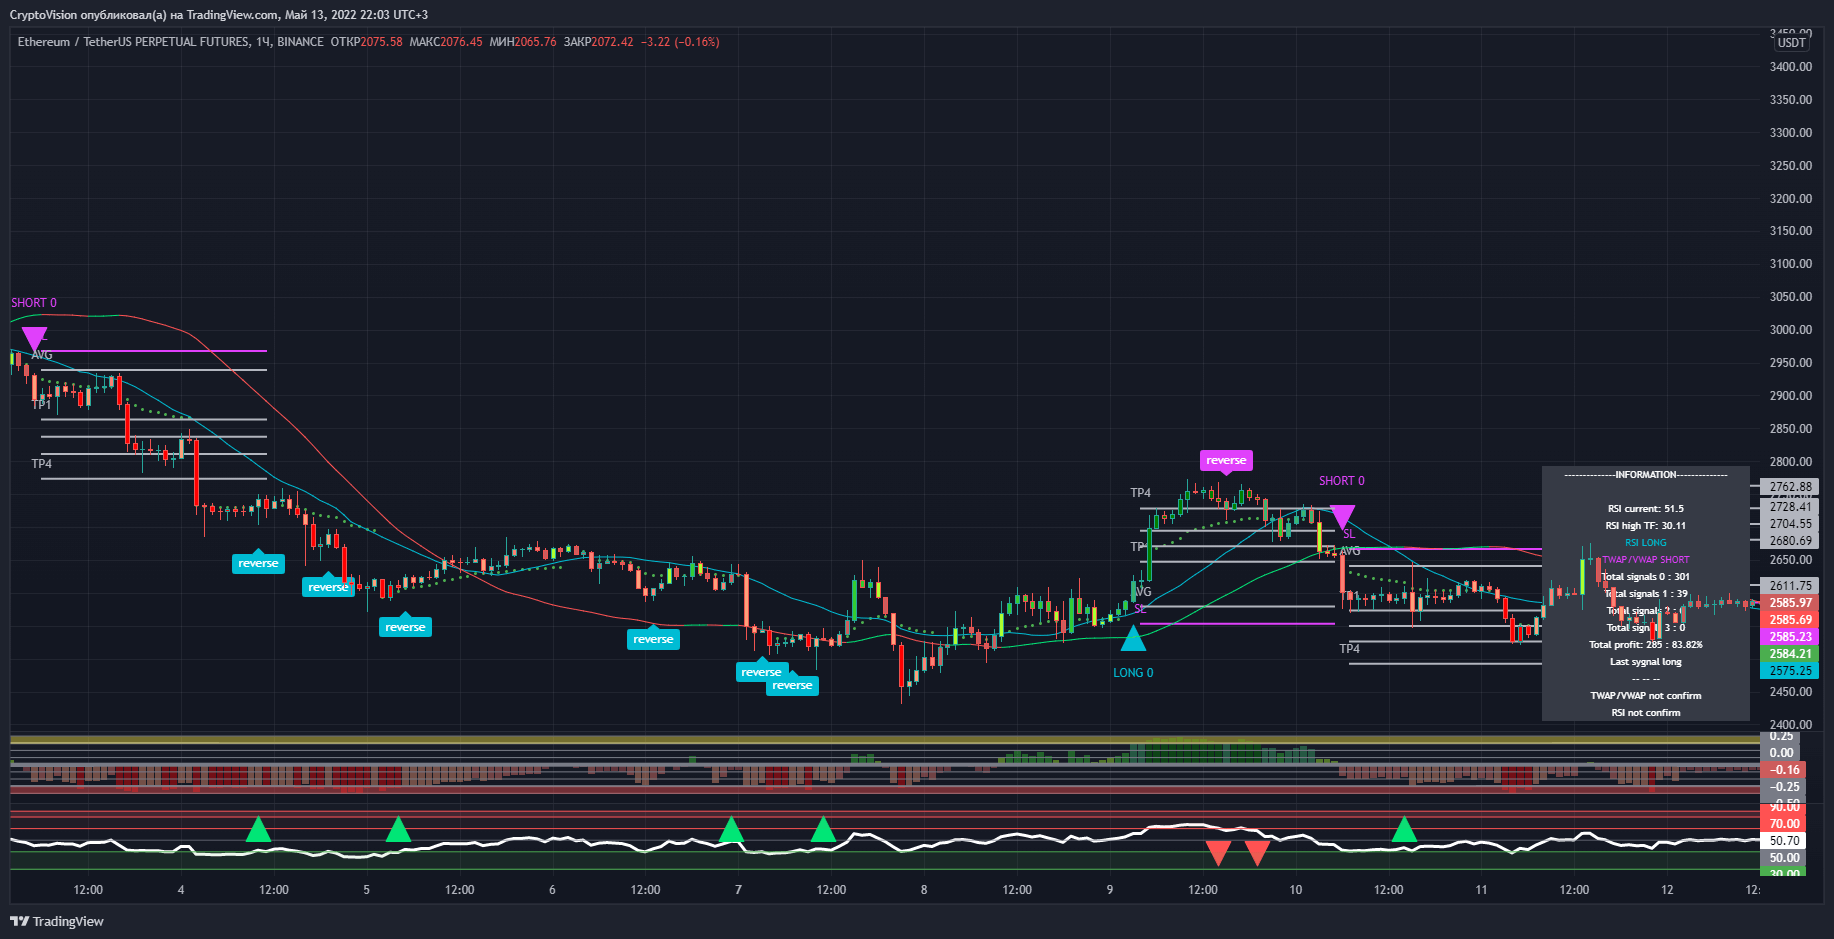 CryptoVision опубликовал(а) на TradingView.com, Май 13, 2022 22:03 UTC+3
Ethereum / TetherUS PERPETUAL FUTURES, 1Ч, BINANCE ОТКР2075.58 МАКС2076.45 МИН2065.76 ЗАКР2072.42 −3.22 (−0.16%)
USDT
3400.00
3350.00
3300.00
3250.00
3200.00
3150.00
3100.00
3050.00
3000.00
2950.00
2900.00
2850.00
2800.00
2762.88
2728.41
2704.55
2680.69
2650.00
2611.75
2585.97
2585.69
2585.23
2584.21
2575.25
2450.00
2400.00
SHORT 0
AVG
TP1
TP4
reverse
reverse
reverse
reverse
reverse
reverse
LONG 0
TP4
SL
reverse
SHORT 0
SL
AVG
TP4
--------------INFORMATION--------------
RSI current: 51.5
RSI high TF: 30.11
RSI LONG
TWAP/VWAP SHORT
Total signals 0 : 301
Total signals 1 : 39
Total signals 2 : 0
Total signals 3 : 0
Total profit: 285 : 83.82%
Last sygnal long
-- -- --
TWAP/VWAP not confirm
RSI not confirm
0.25
0.00
−0.16
−0.25
90.00
70.00
50.70
50.00
30.00
12:00 4 12:00 5 12:00 6 12:00 7 12:00 8 12:00 9 12:00 10 12:00 11 12:00 12 12:
TradingView